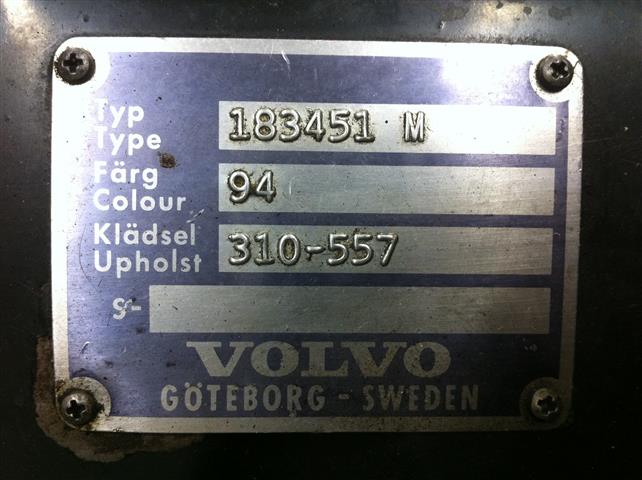 Typ
Type 183451 M
Färg
Colour 94
Klädsel
Upholst 310-557
S-
VOLVO
GÖTEBORG - SWEDEN